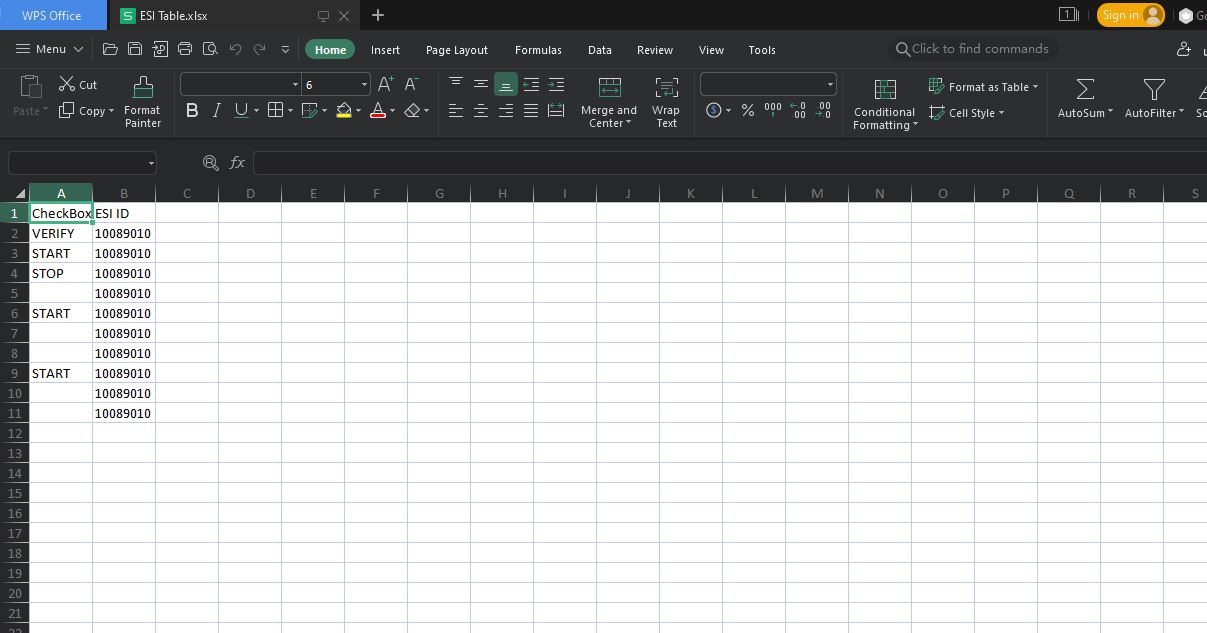 WPS Office
S ESI Table.xlsx
+
1
Sign in
Go
Menu
Home Insert Page Layout Formulas Data Review View Tools
Click to find commands
Paste
Cut
Copy
Format
Painter
6
A+ A-
B I U A
Merge and
Center
Wrap
Text
$ % 000 .00 .00
Conditional
Formatting
Format as Table
Cell Style
AutoSum
AutoFilter
So
fx
A B C D E F G H I J K L M N O P Q R S
1 CheckBox ESI ID
2 VERIFY 10089010
3 START 10089010
4 STOP 10089010
5 10089010
6 START 10089010
7 10089010
8 10089010
9 START 10089010
10 10089010
11 10089010
12
13
14
15
16
17
18
19
20
21
22